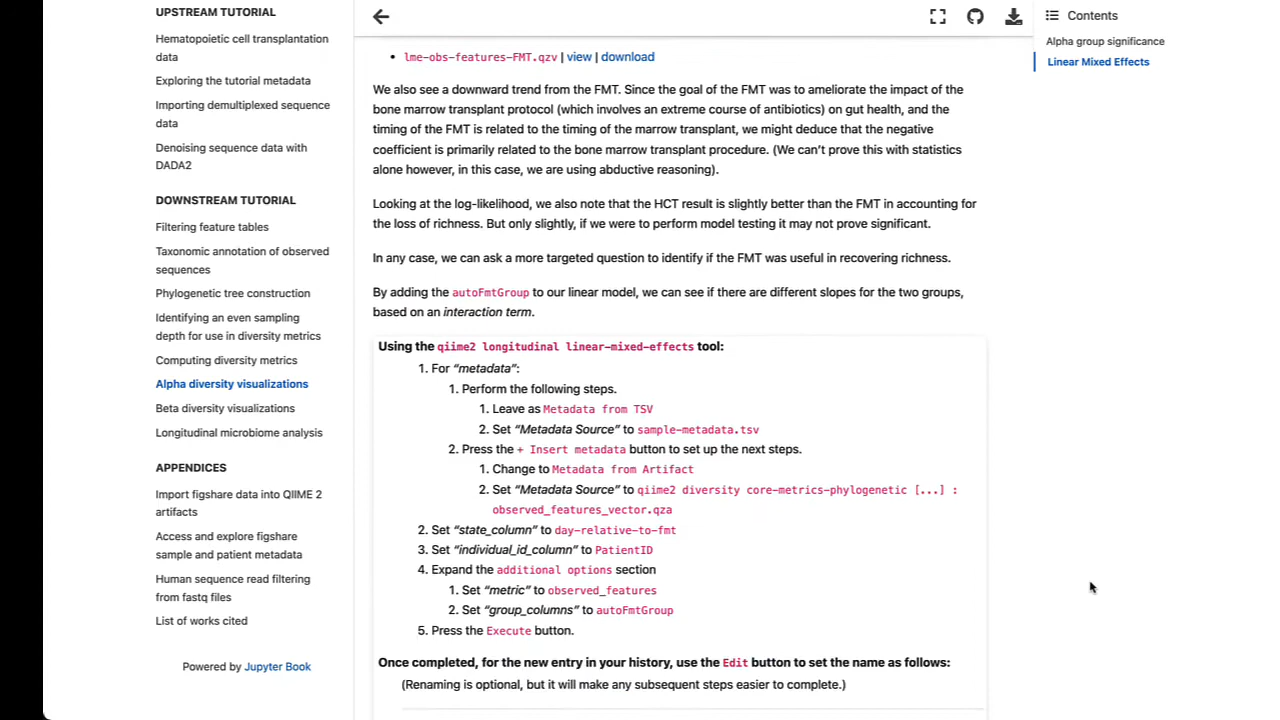 UPSTREAM TUTORIAL
Hematopoietic cell transplantation
data
Exploring the tutorial metadata
Importing demultiplexed sequence
data
Denoising sequence data with
DADA2
DOWNSTREAM TUTORIAL
Filtering feature tables
Taxonomic annotation of observed
sequences
Phylogenetic tree construction
Identifying an even sampling
depth for use in diversity metrics
Computing diversity metrics
Alpha diversity visualizations
Beta diversity visualizations
Longitudinal microbiome analysis
APPENDICES
Import figshare data into QIIME 2
artifacts
Access and explore figshare
sample and patient metadata
Human sequence read filtering
from fastq files
List of works cited
Powered by Jupyter Book
• lme-obs-features-FMT.qzv | view | download
We also see a downward trend from the FMT. Since the goal of the FMT was to ameliorate the impact of the
bone marrow transplant protocol (which involves an extreme course of antibiotics) on gut health, and the
timing of the FMT is related to the timing of the marrow transplant, we might deduce that the negative
coefficient is primarily related to the bone marrow transplant procedure. (We can't prove this with statistics
alone however, in this case, we are using abductive reasoning).
Looking at the log-likelihood, we also note that the HCT result is slightly better than the FMT in accounting for
the loss of richness. But only slightly, if we were to perform model testing it may not prove significant.
In any case, we can ask a more targeted question to identify if the FMT was useful in recovering richness.
By adding the autoFmtGroup to our linear model, we can see if there are different slopes for the two groups,
based on an interaction term.
Using the qiime2 longitudinal linear-mixed-effects tool:
1. For "metadata":
1. Perform the following steps.
1. Leave as Metadata from TSV
2. Set "Metadata Source" to sample-metadata.tsv
2. Press the + Insert metadata button to set up the next steps.
1. Change to Metadata from Artifact
2. Set "Metadata Source" to qiime2 diversity core-metrics-phylogenetic [...] :
observed_features_vector.qza
2. Set "state_column" to day-relative-to-fmt
3. Set "individual_id_column" to PatientID
4. Expand the additional options section
1. Set "metric" to observed_features
2. Set "group_columns" to autoFmtGroup
5. Press the Execute button.
Once completed, for the new entry in your history, use the Edit button to set the name as follows:
(Renaming is optional, but it will make any subsequent steps easier to complete.)
Contents
Alpha group significance
Linear Mixed Effects